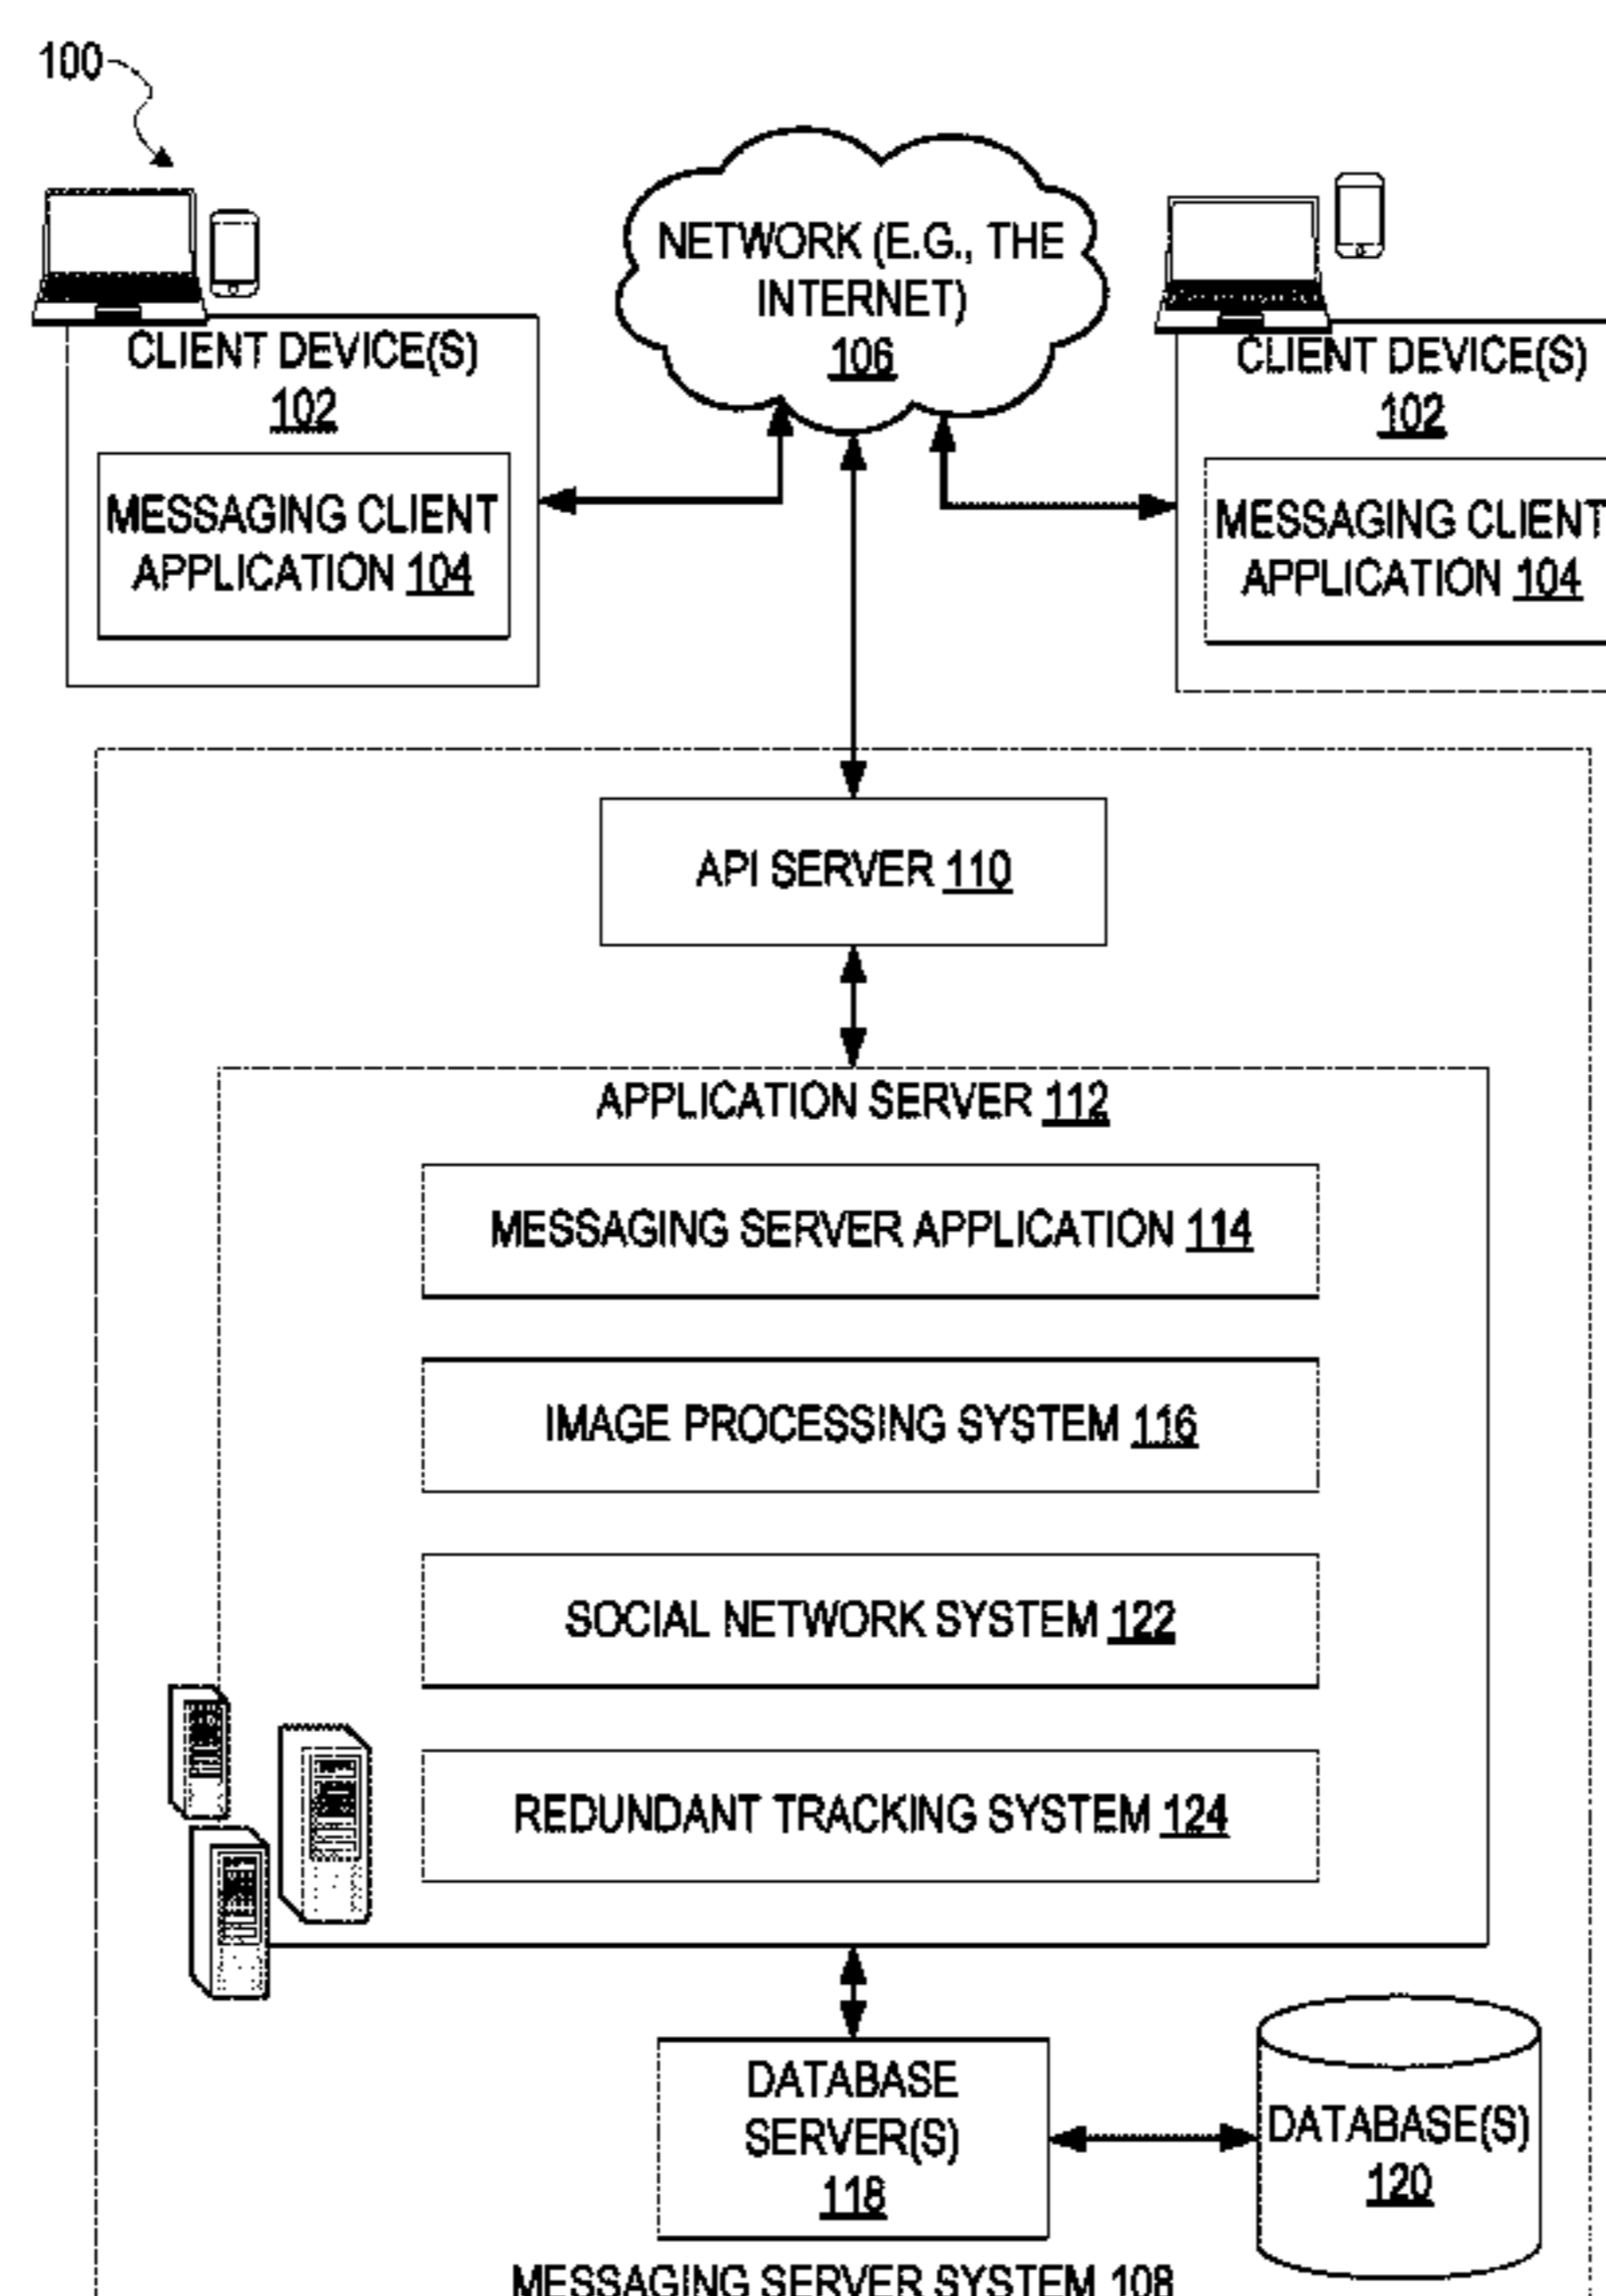 100
NETWORK (E.G., THE
INTERNET)
106
CLIENT DEVICE(S)
102
MESSAGING CLIENT
APPLICATION 104
CLIENT DEVICE(S)
102
MESSAGING CLIENT
APPLICATION 104
API SERVER 110
APPLICATION SERVER 112
MESSAGING SERVER APPLICATION 114
IMAGE PROCESSING SYSTEM 116
SOCIAL NETWORK SYSTEM 122
REDUNDANT TRACKING SYSTEM 124
DATABASE
SERVER(S)
118
DATABASE(S)
120
MESSAGING SERVER SYSTEM 108